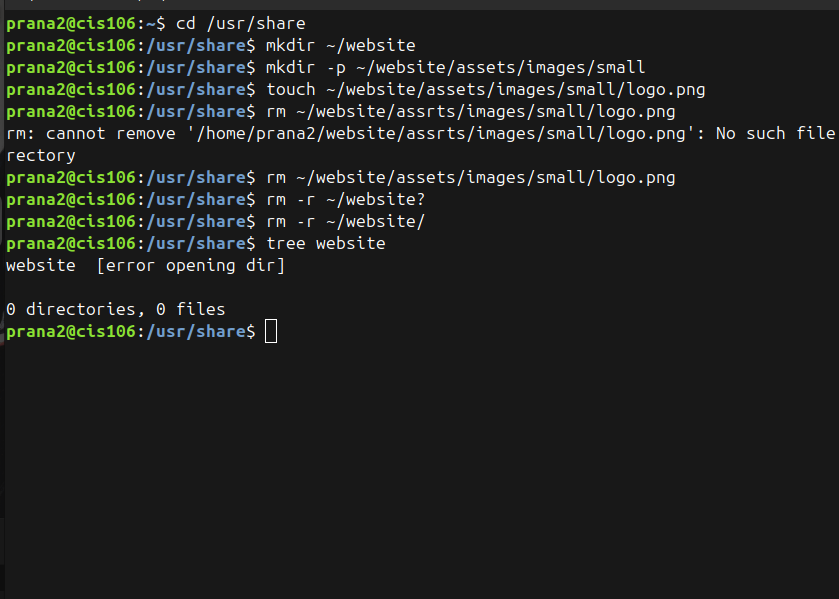 prana2@cis106:~$ cd /usr/share
prana2@cis106:/usr/share$ mkdir ~/website
prana2@cis106:/usr/share$ mkdir -p ~/website/assets/images/small
prana2@cis106:/usr/share$ touch ~/website/assets/images/small/logo.png
prana2@cis106:/usr/share$ rm ~/website/assrts/images/small/logo.png
rm: cannot remove '/home/prana2/website/assrts/images/small/logo.png': No such file
rectory
prana2@cis106:/usr/share$ rm ~/website/assets/images/small/logo.png
prana2@cis106:/usr/share$ rm -r ~/website?
prana2@cis106:/usr/share$ rm -r ~/website/
prana2@cis106:/usr/share$ tree website
website  [error opening dir]
0 directories, 0 files
prana2@cis106:/usr/share$